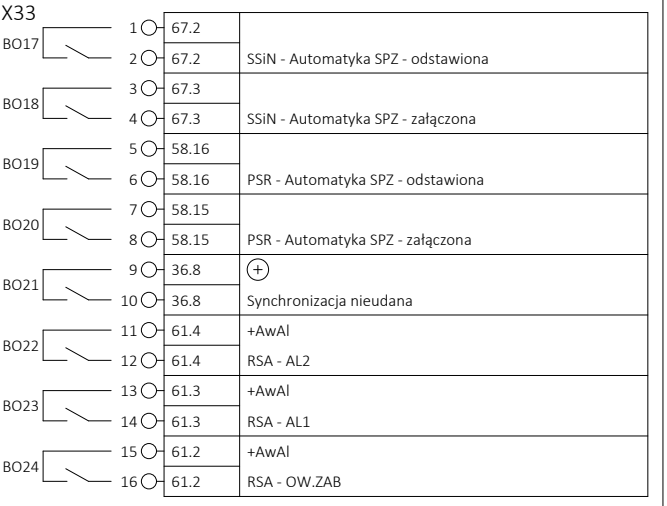 X33
BO17
1 67.2
2 67.2 SSiN - Automatyka SPZ - odstawiona
BO18
3 67.3
4 67.3 SSiN - Automatyka SPZ - załączona
BO19
5 58.16
6 58.16 PSR - Automatyka SPZ - odstawiona
BO20
7 58.15
8 58.15 PSR - Automatyka SPZ - załączona
BO21
9 36.8 +
10 36.8 Synchronizacja nieudana
BO22
11 61.4 +AwAl
12 61.4 RSA - AL2
BO23
13 61.3 +AwAl
14 61.3 RSA - AL1
BO24
15 61.2 +AwAl
16 61.2 RSA - OW.ZAB